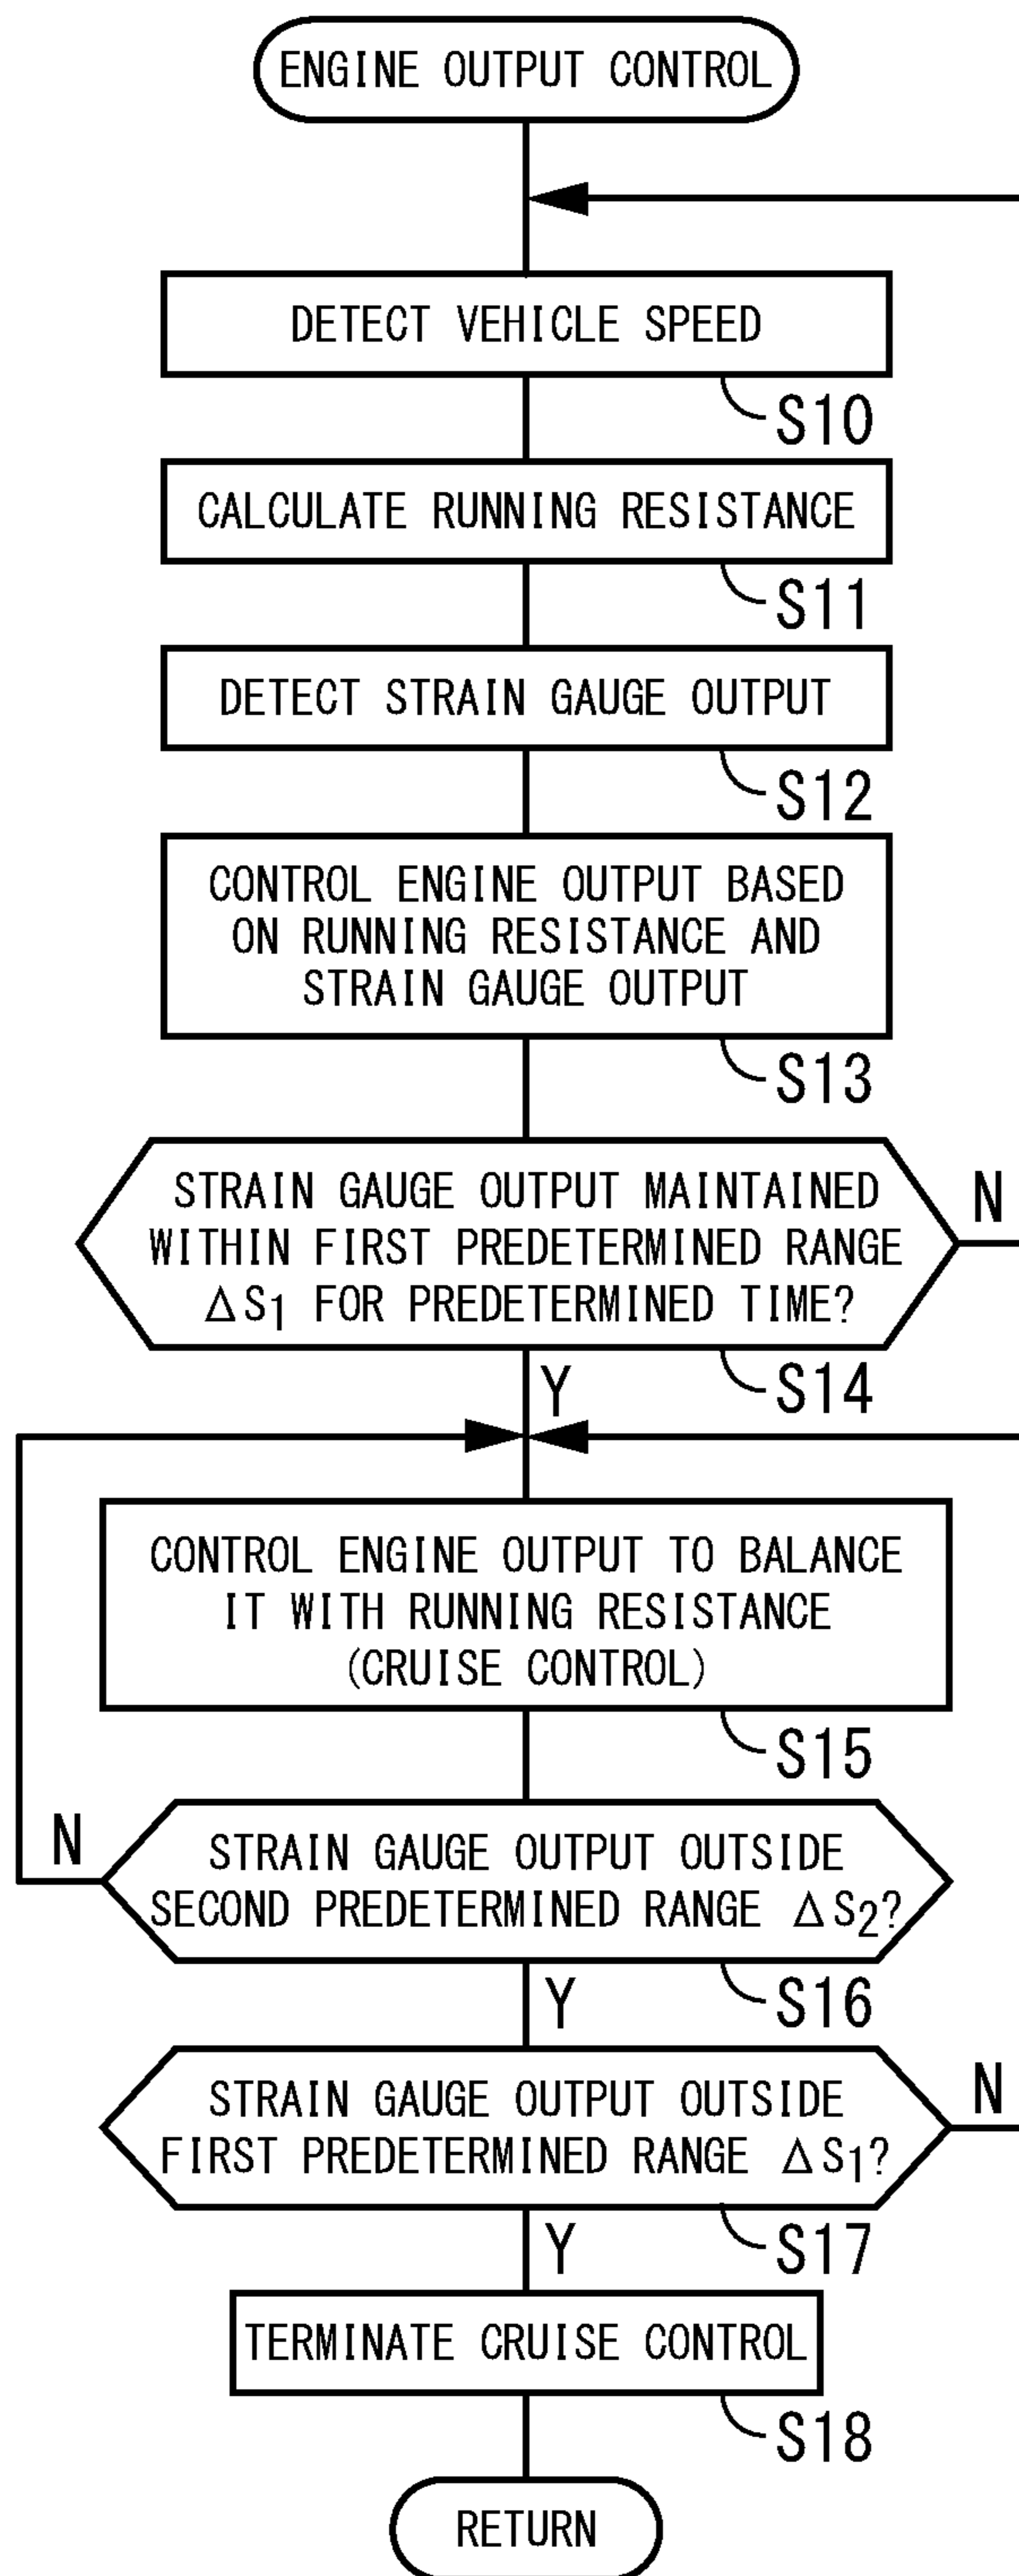 ENGINE OUTPUT CONTROL
DETECT VEHICLE SPEED
S10
CALCULATE RUNNING RESISTANCE
S11
DETECT STRAIN GAUGE OUTPUT
S12
CONTROL ENGINE OUTPUT BASED
ON RUNNING RESISTANCE AND
STRAIN GAUGE OUTPUT
S13
STRAIN GAUGE OUTPUT MAINTAINED
WITHIN FIRST PREDETERMINED RANGE
ΔS1 FOR PREDETERMINED TIME?
N
S14
Y
CONTROL ENGINE OUTPUT TO BALANCE
IT WITH RUNNING RESISTANCE
(CRUISE CONTROL)
S15
N
STRAIN GAUGE OUTPUT OUTSIDE
SECOND PREDETERMINED RANGE ΔS2?
S16
Y
STRAIN GAUGE OUTPUT OUTSIDE
FIRST PREDETERMINED RANGE ΔS1?
N
S17
Y
TERMINATE CRUISE CONTROL
S18
RETURN